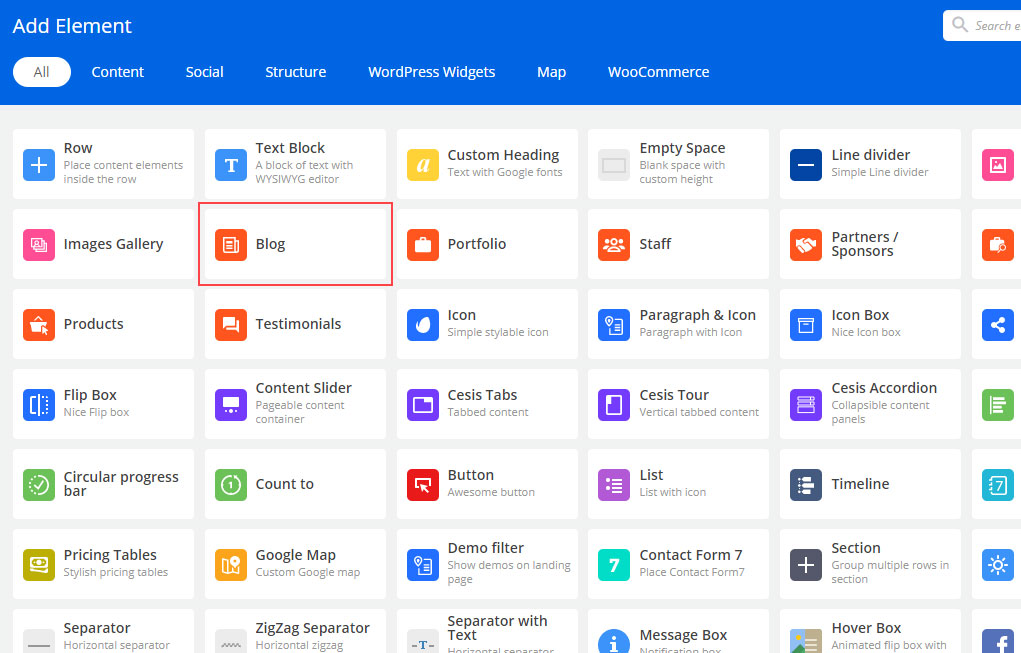 Add Element
Search e
All
Content
Social
Structure
WordPress Widgets
Map
WooCommerce
Row
Place content elements
inside the row
Text Block
A block of text with
WYSIWYG editor
T
Custom Heading
Text with Google fonts
a
Empty Space
Blank space with
custom height
Line divider
Simple Line divider
Images Gallery
Blog
Portfolio
Staff
Partners /
Sponsors
Products
Testimonials
Icon
Simple stylable icon
Paragraph & Icon
Paragraph with Icon
Icon Box
Nice Icon box
Flip Box
Nice Flip box
Content Slider
Pageable content
container
Cesis Tabs
Tabbed content
Cesis Tour
Vertical tabbed content
Cesis Accordion
Collapsible content
panels
Circular progress
bar
1
Count to
Button
Awesome button
List
List with icon
Timeline
7
Pricing Tables
Stylish pricing tables
Google Map
Custom Google map
Demo filter
Show demos on landing
page
7
Contact Form 7
Place Contact Form7
Section
Group multiple rows in
section
Separator
Horizontal separator
ZigZag Separator
Horizontal zigzag
-T-
Separator with
Text
Horizontal separator
i
Message Box
Notification box
Hover Box
Animated flip box with
f